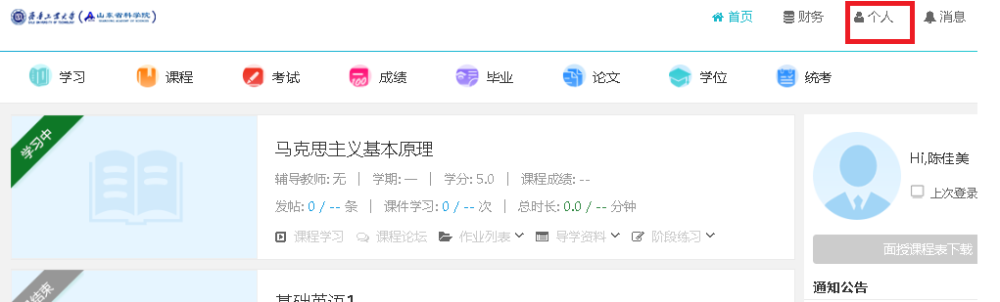 齐鲁工业大学(山东省科学院)
首页 财务 个人 消息
学习 课程 考试 成绩 毕业 论文 学位 统考
学习中
马克思主义基本原理
辅导教师: 无 | 学期: — | 学分: 5.0 | 课程成绩: --
发帖: 0 / -- 条 | 课件学习: 0 / -- 次 | 总时长: 0.0 / -- 分钟
课程学习 课程论坛 作业列表 导学资料 阶段练习
Hi,陈佳美
上次登录
面授课程表下载
通知公告
结束
基础英语1